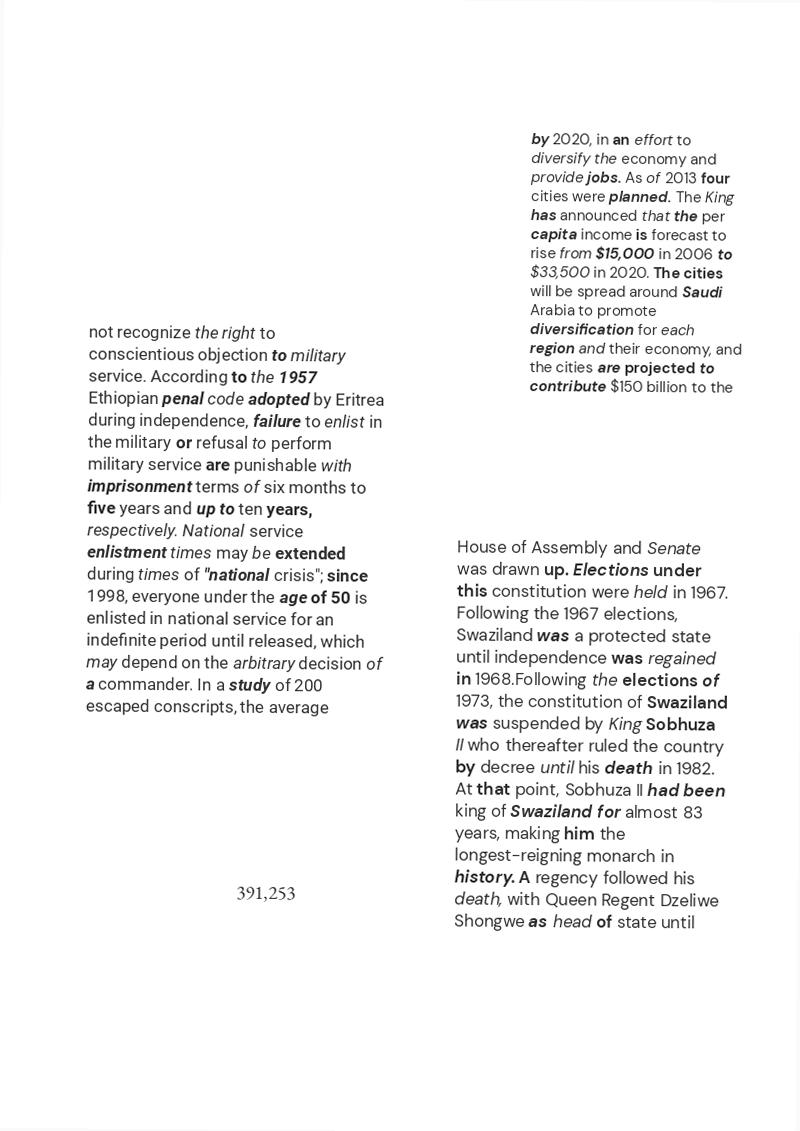 by 2020, in an effort to
diversify the economy and
provide jobs. As of 2013 four
cities were planned. The King
has announced that the per
capita income is forecast to
rise from $15,000 in 2006 to
$33,500 in 2020. The cities
will be spread around Saudi
Arabia to promote
diversification for each
region and their economy, and
the cities are projected to
contribute $150 billion to the
not recognize the right to
conscientious objection to military
service. According to the 1957
Ethiopian penal code adopted by Eritrea
during independence, failure to enlist in
the military or refusal to perform
military service are punishable with
imprisonment terms of six months to
five years and up to ten years,
respectively. National service
enlistment times may be extended
during times of "national crisis"; since
1998, everyone under the age of 50 is
enlisted in national service for an
indefinite period until released, which
may depend on the arbitrary decision of
a commander. In a study of 200
escaped conscripts, the average
House of Assembly and Senate
was drawn up. Elections under
this constitution were held in 1967.
Following the 1967 elections,
Swaziland was a protected state
until independence was regained
in 1968.Following the elections of
1973, the constitution of Swaziland
was suspended by King Sobhuza
II who thereafter ruled the country
by decree until his death in 1982.
At that point, Sobhuza II had been
king of Swaziland for almost 83
years, making him the
longest-reigning monarch in
history. A regency followed his
death, with Queen Regent Dzeliwe
Shongwe as head of state until
391,253